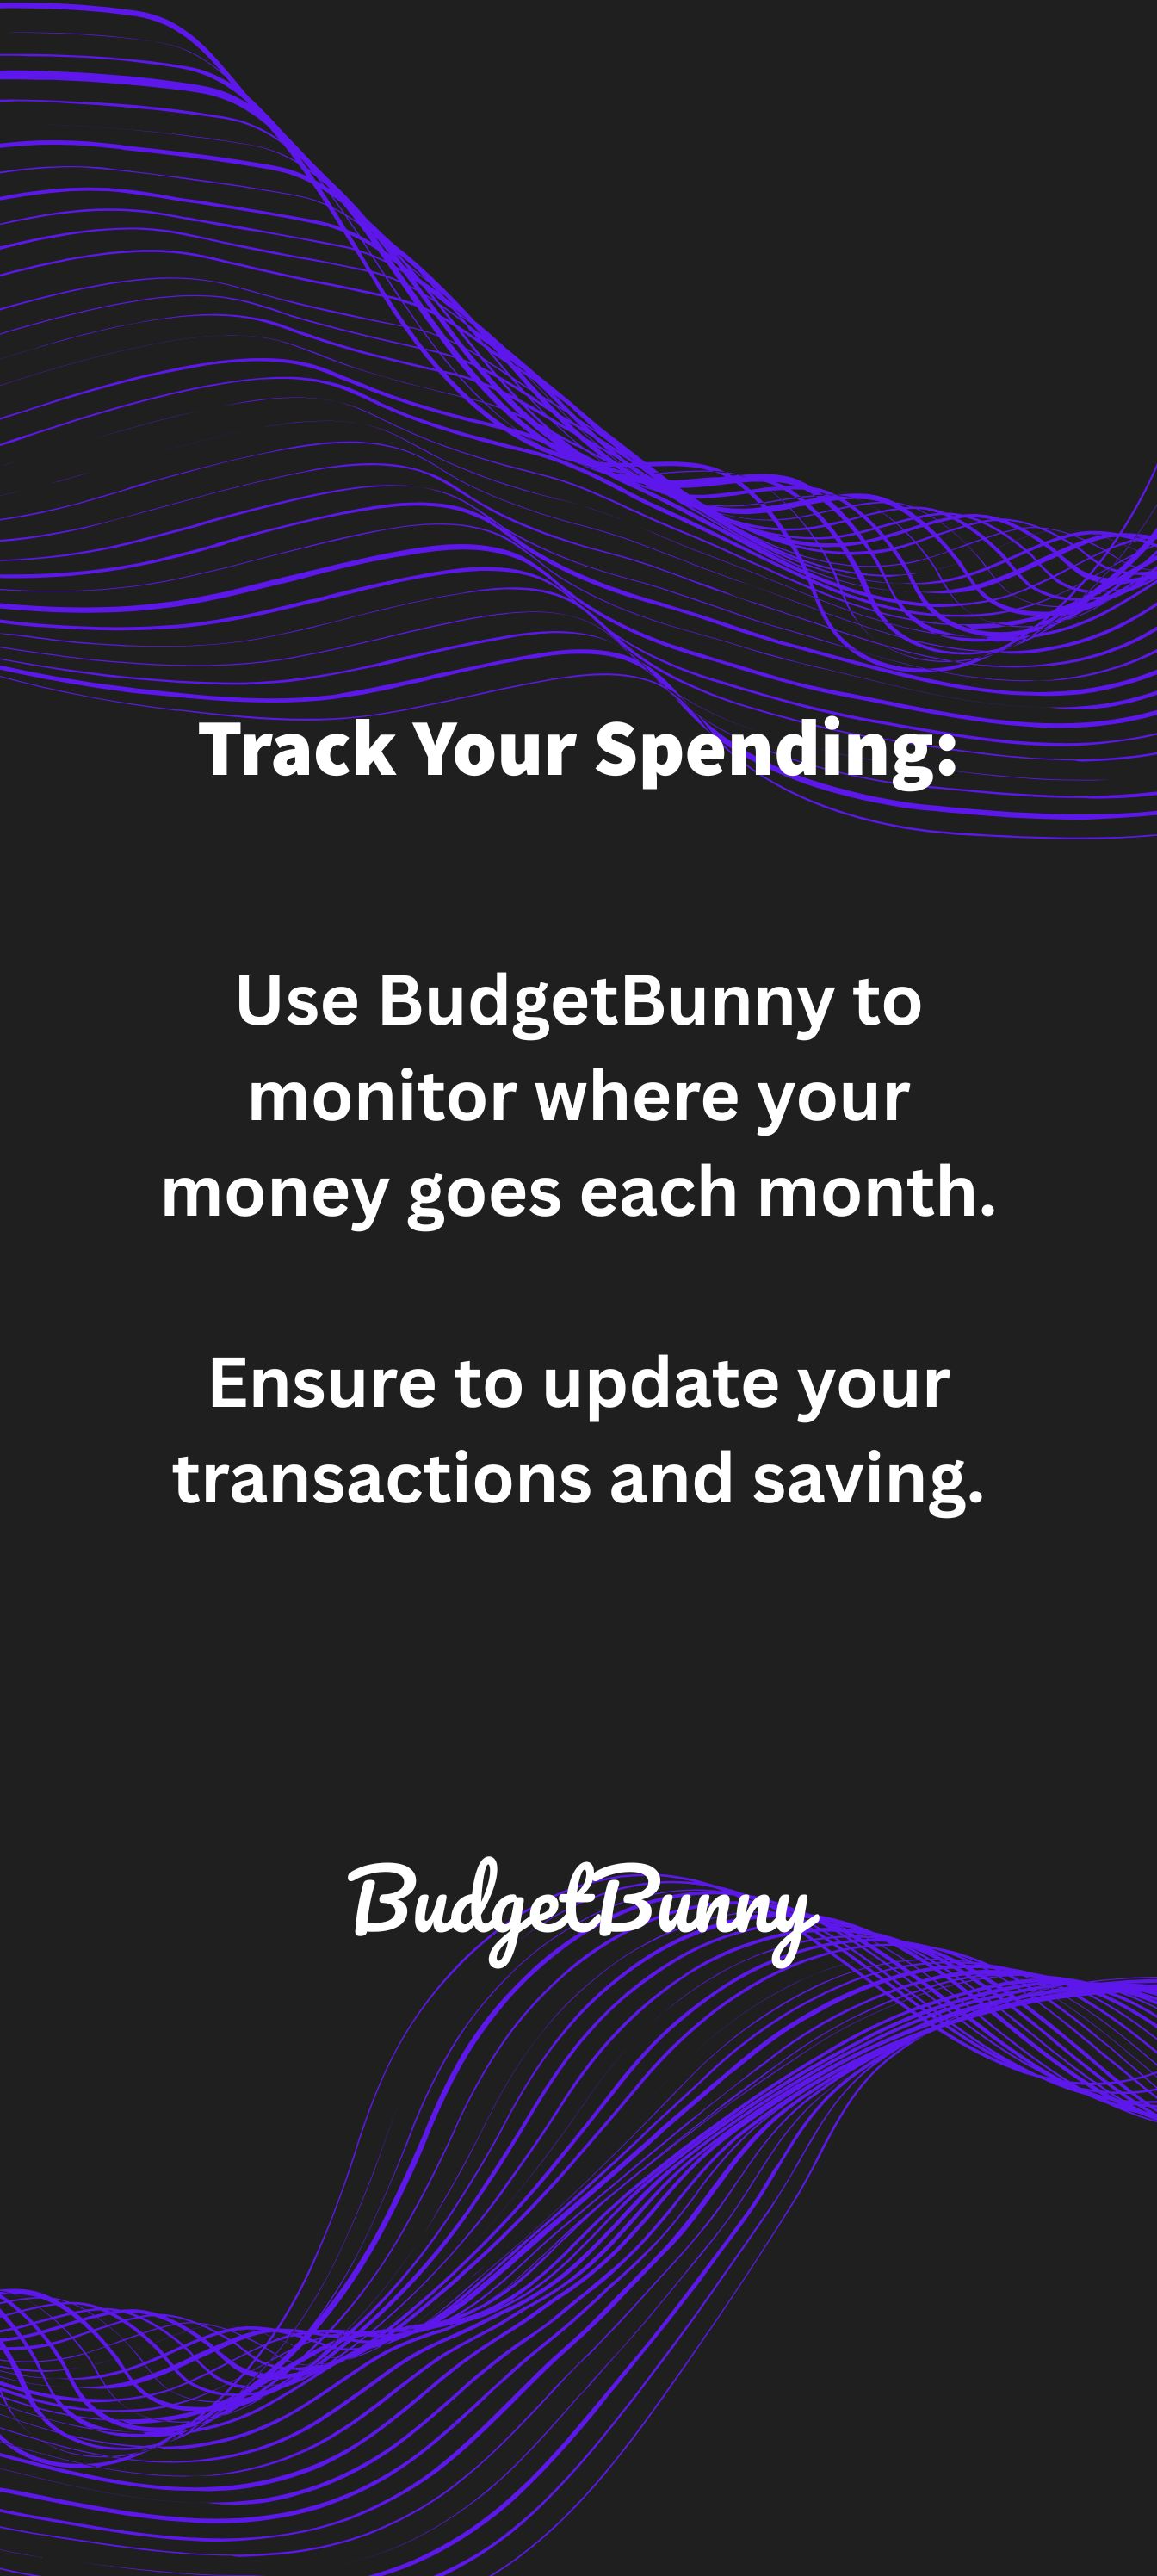 Track Your Spending:
Use BudgetBunny to
monitor where your
money goes each month.
Ensure to update your
transactions and saving.
BudgetBunny